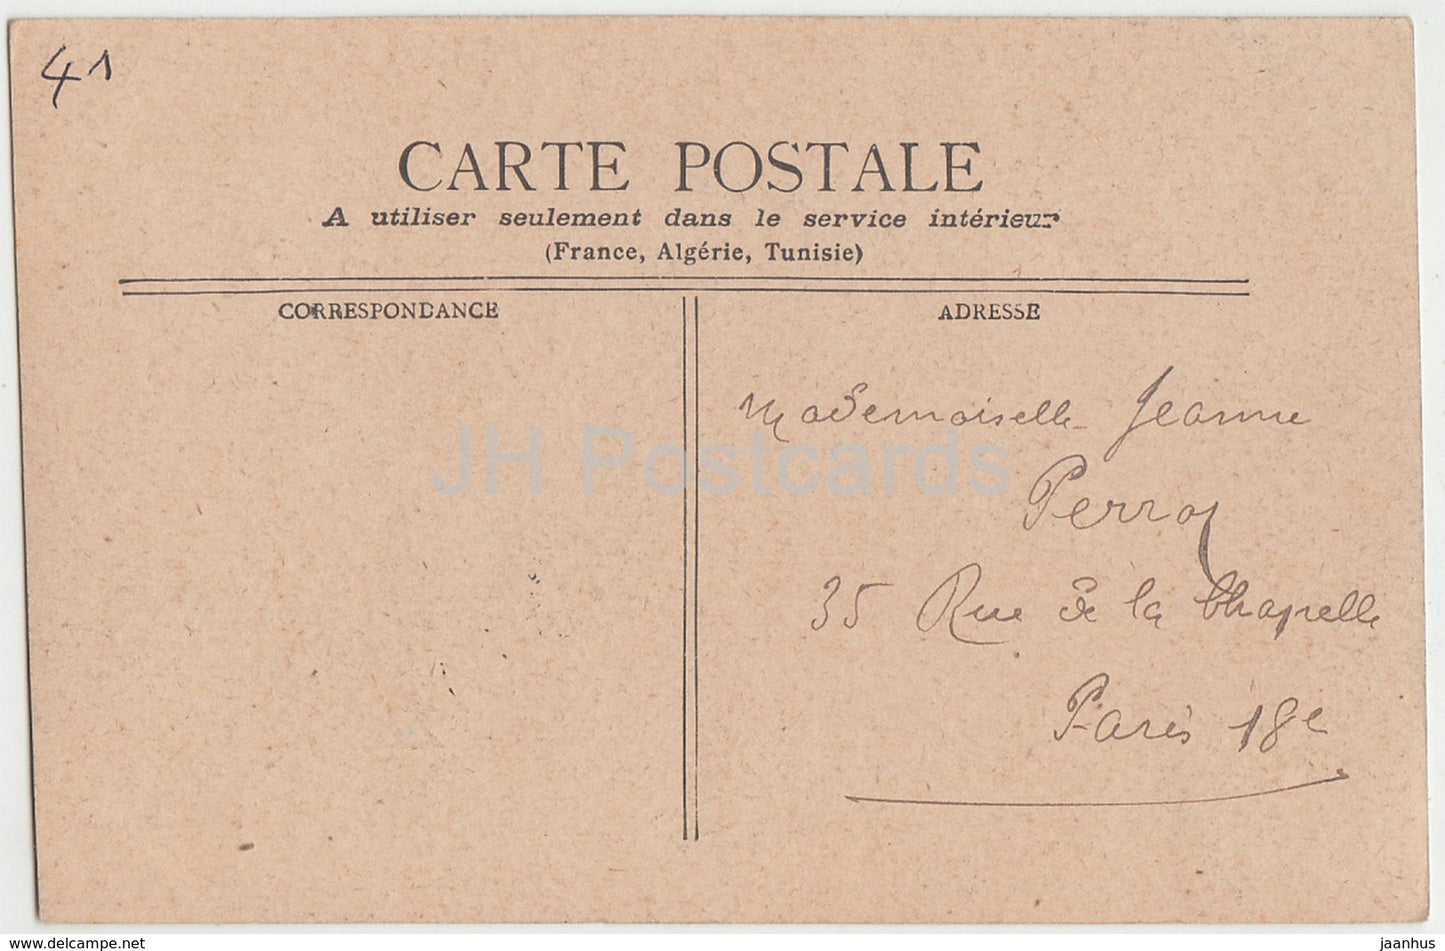 41
CARTE POSTALE
A utiliser seulement dans le service intérieur
(France, Algérie, Tunisie)
CORRESPONDANCE
ADRESSE
Mademoiselle Jeanne
Perrot
35 Rue de la Chapelle
Paris 18e
JH Postcards
www.delcampe.net
jaanhus